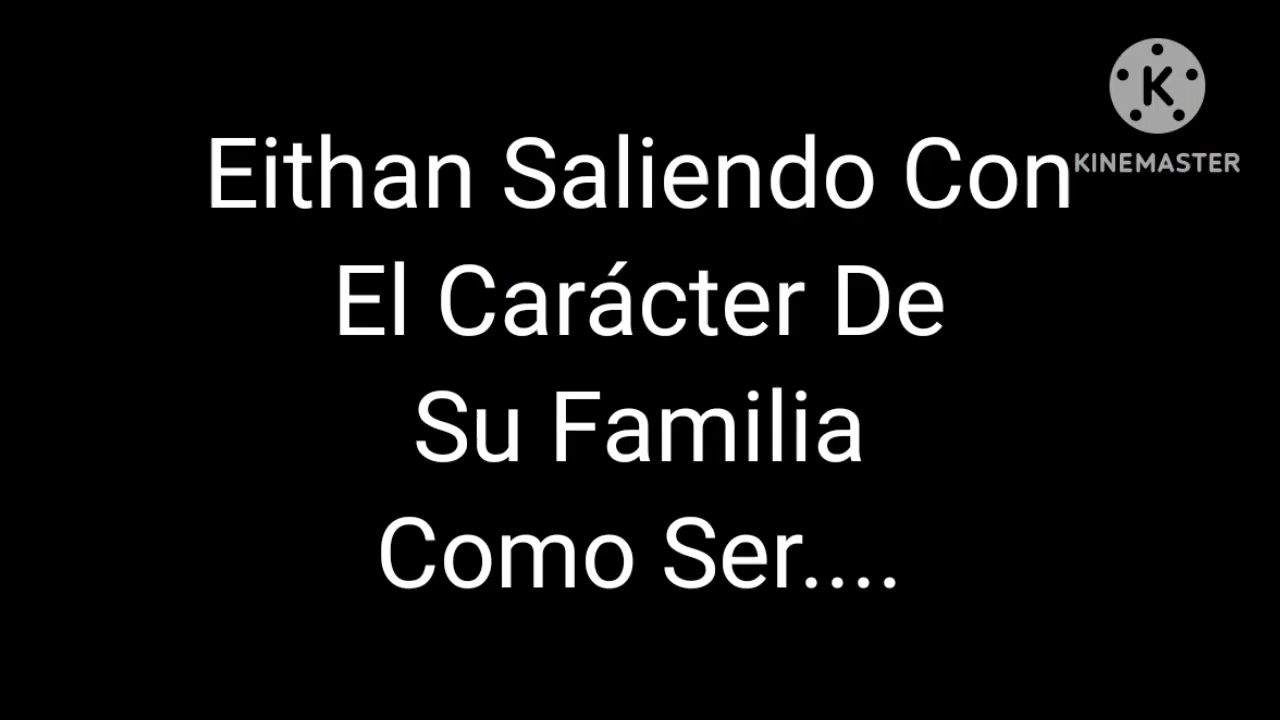 Eithan Saliendo Con
El Carácter De
Su Familia
Como Ser....
K
KINEMASTER